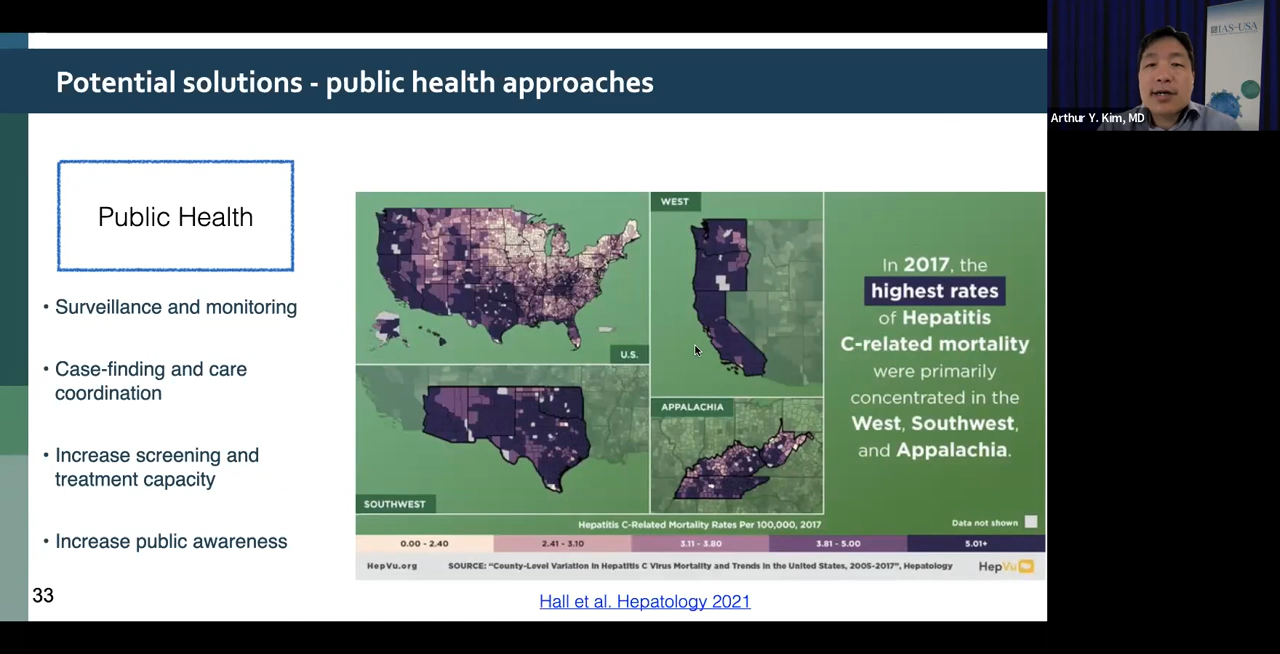 Potential solutions - public health approaches
IAS-USA
Arthur Y. Kim, MD
Public Health
• Surveillance and monitoring
• Case-finding and care
coordination
• Increase screening and
treatment capacity
• Increase public awareness
33
U.S.
WEST
SOUTHWEST
APPALACHIA
In 2017, the
highest rates
of Hepatitis
C-related mortality
were primarily
concentrated in the
West, Southwest,
and Appalachia.
Hepatitis C-Related Mortality Rates Per 100,000, 2017
Data not shown
0.00 - 2.40
2.41 - 3.10
3.11 - 3.80
3.81 - 5.00
5.01+
HepVu.org
SOURCE: "County-Level Variation in Hepatitis C Virus Mortality and Trends in the United States, 2005-2017", Hepatology
HepVu
Hall et al. Hepatology 2021